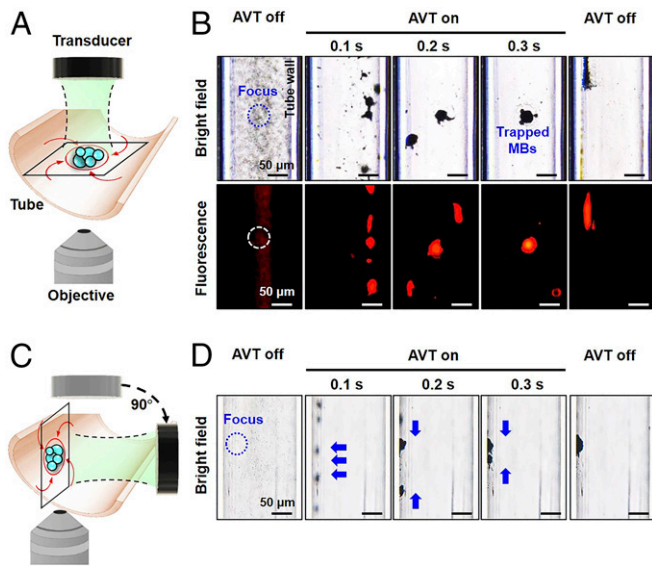 A
Transducer
Tube
Objective
B
AVT off
AVT on
AVT off
0.1 s
0.2 s
0.3 s
Bright field
Focus
Tube wall
50 μm
Trapped
MBs
Fluorescence
50 μm
C
90°
D
AVT off
AVT on
AVT off
0.1 s
0.2 s
0.3 s
Bright field
Focus
50 μm